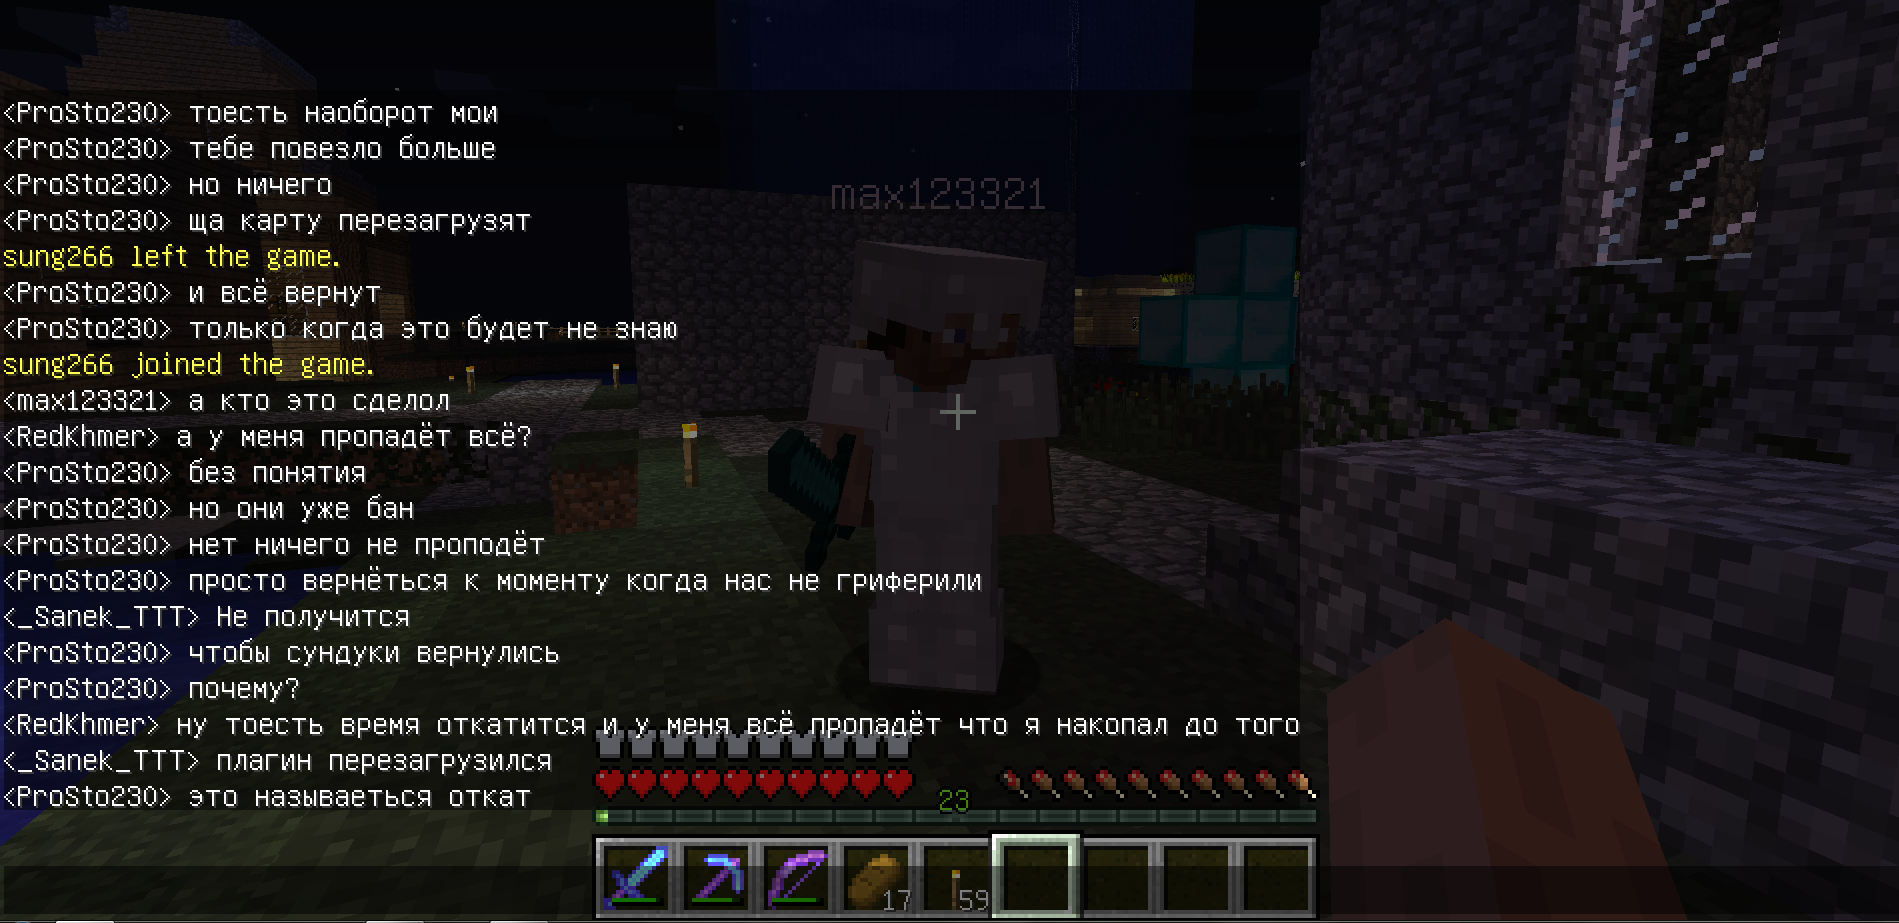 <ProSto230> тоесть наоборот мои
<ProSto230> тебе повезло больше
<ProSto230> но ничего
max123321
<ProSto230> ща карту перезагрузят
sung266 left the game.
<ProSto230> и всё вернут
<ProSto230> только когда это будет не знаю
sung266 joined the game.
<max123321> а кто это сделол
<RedKhmer> а у меня пропадёт всё?
<ProSto230> без понятия
<ProSto230> но они уже бан
<ProSto230> нет ничего не проподёт
<ProSto230> просто вернёться к моменту когда нас не гриферили
<_Sanek_TTT> Не получится
<ProSto230> чтобы сундуки вернулись
<ProSto230> почему?
<RedKhmer> ну тоесть время откатится и у меня всё пропадёт что я накопал до того
<_Sanek_TTT> плагин перезагрузился
<ProSto230> это называеться откат
23
17
59